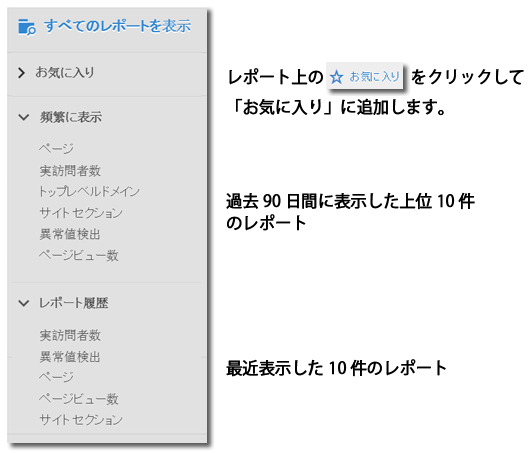 すべてのレポートを表示
お気に入り
レポート上の ☆ お気に入り をクリックして
「お気に入り」に追加します。
頻繁に表示
ページ
実訪問者数
トップレベルドメイン
サイト セクション
異常値検出
ページビュー数
過去 90 日間に表示した上位 10 件
のレポート
レポート履歴
実訪問者数
異常値検出
ページ
ページビュー数
サイト セクション
最近表示した 10 件のレポート